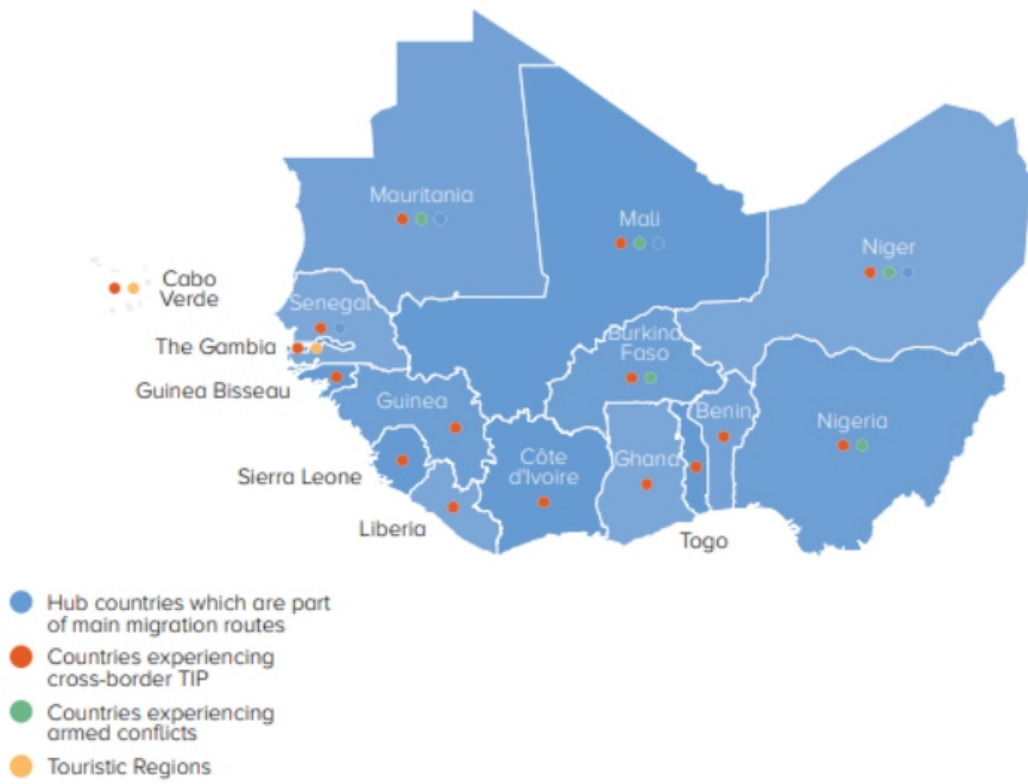 Mauritania
Mali
Niger
Cabo
Verde
Senegal
The Gambia
Burkina
Faso
Guinea Bisseau
Guinea
Benin
Nigeria
Côte
d'Ivoire
Ghana
Sierra Leone
Liberia
Togo
Hub countries which are part
of main migration routes
Countries experiencing
cross-border TIP
Countries experiencing
armed conflicts
Touristic Regions